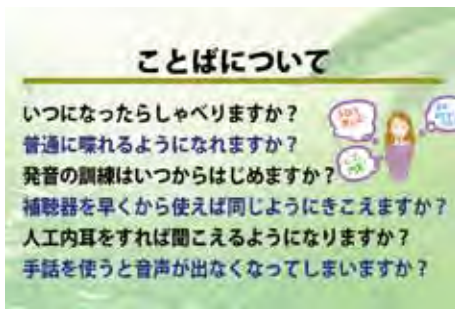 ことばについて
いつになったらしゃべりますか？
普通に喋れるようになれますか？
発音の訓練はいつからはじめますか？
補聴器を早くから使えば同じようにきこえますか？
人工内耳をすれば聞こえるようになりますか？
手話を使うと音声が出なくなってしまいますか？